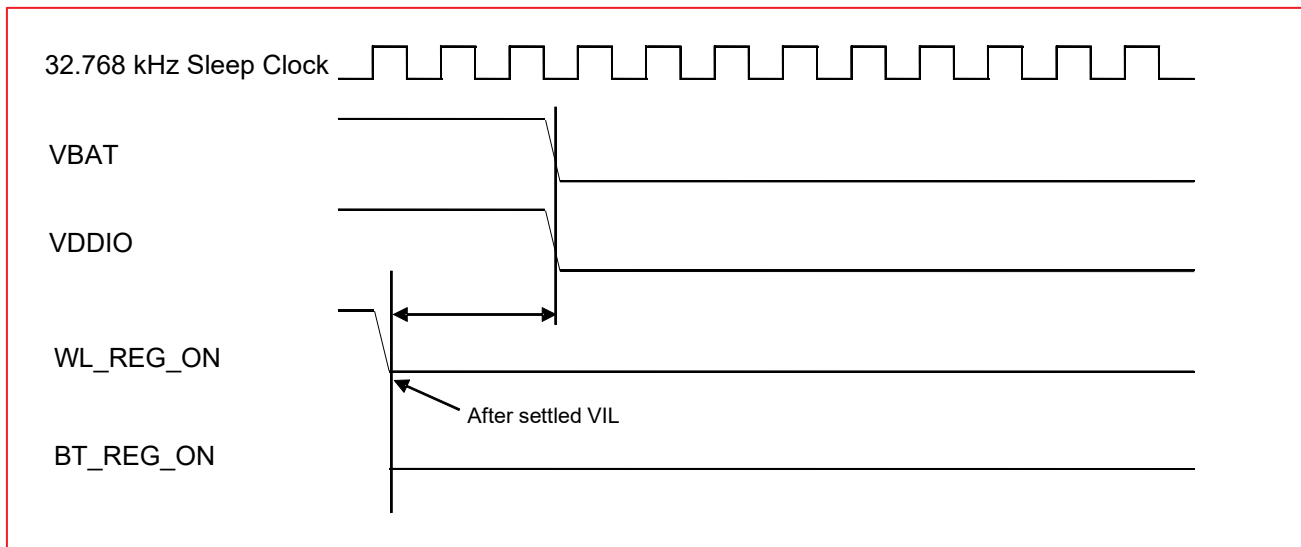 32.768 kHz Sleep Clock
VBAT
VDDIO
WL_REG_ON
After settled VIL
BT_REG_ON